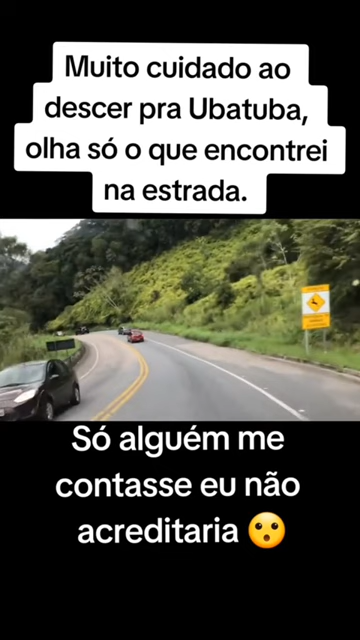 Muito cuidado ao
descer pra Ubatuba,
olha só o que encontrei
na estrada.
Só alguém me
contasse eu não
acreditaria 😮